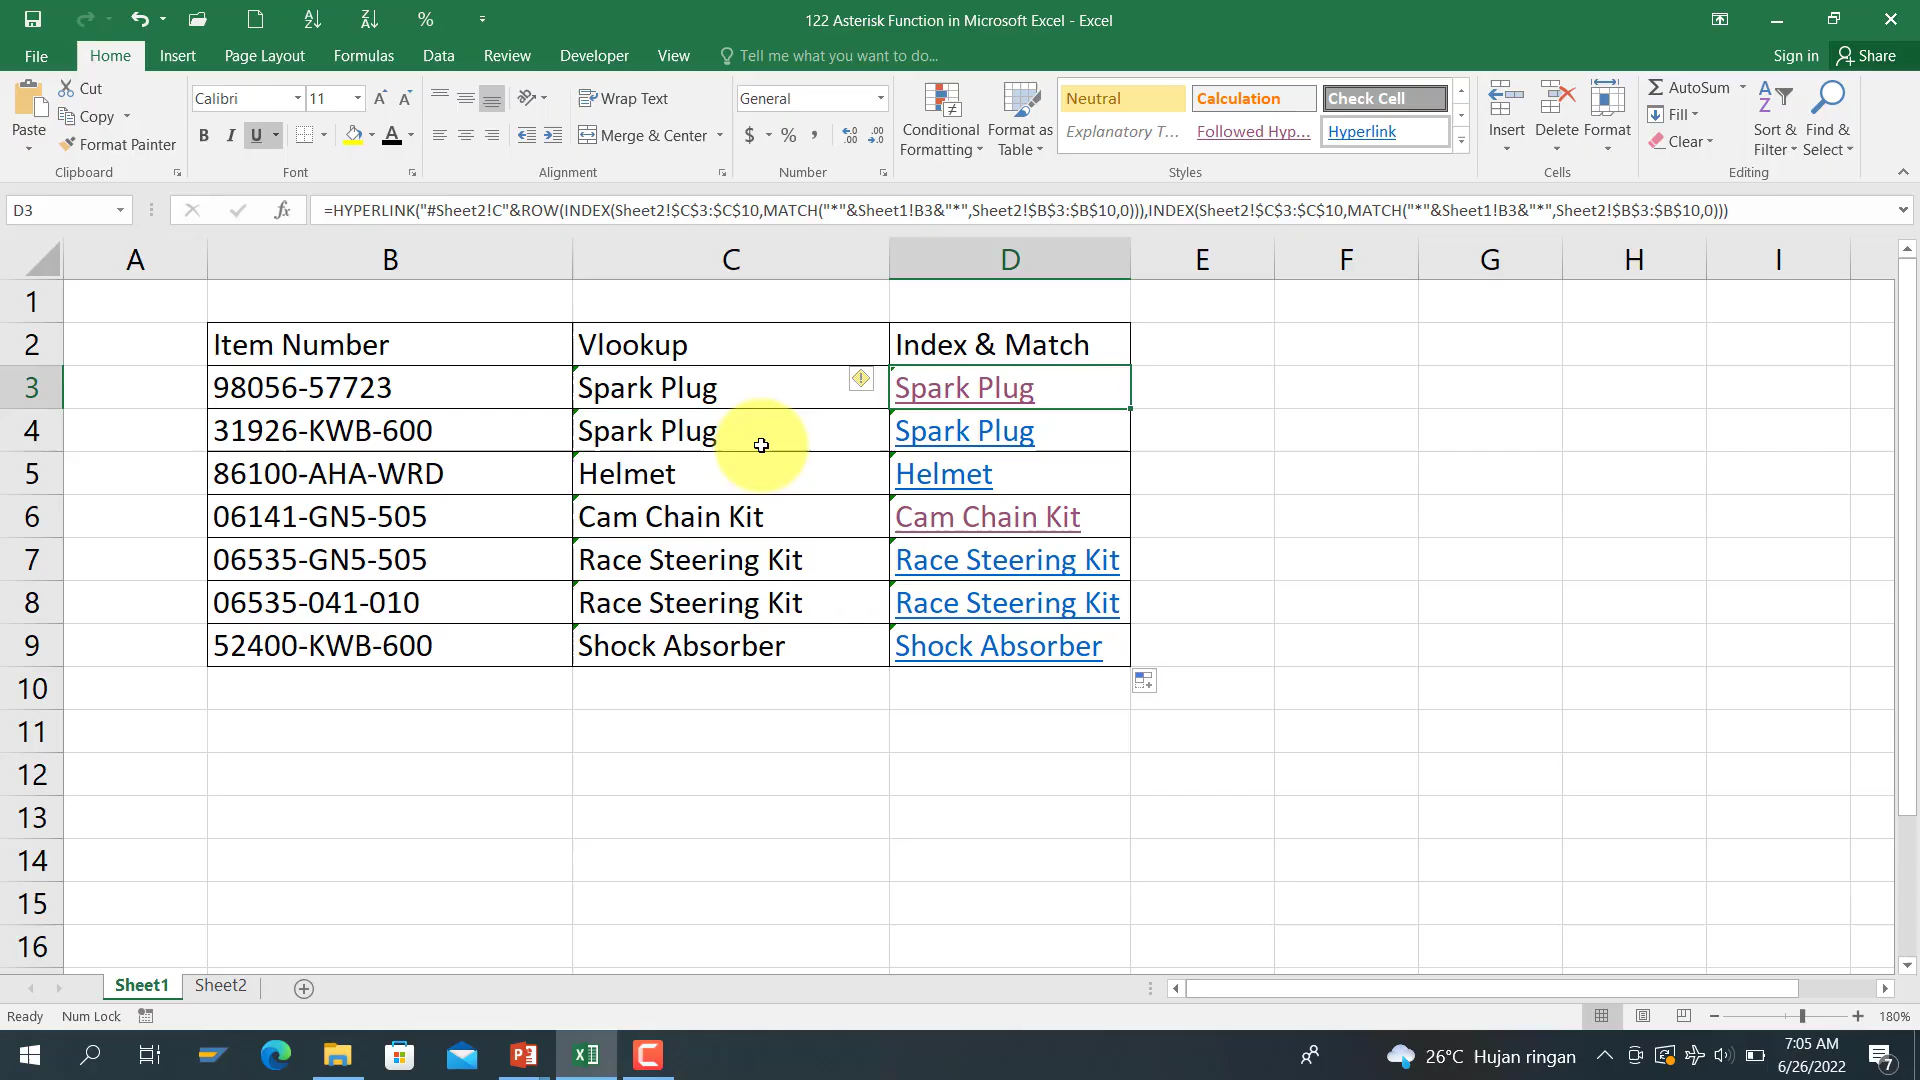 122 Asterisk Function in Microsoft Excel - Excel
File Home Insert Page Layout Formulas Data Review Developer View Tell me what you want to do... Sign in Share
Paste Cut Copy Format Painter
Clipboard
Calibri 11
B I U
Font
Wrap Text
Merge & Center
Alignment
General
$ % ,
Number
Conditional Formatting
Format as Table
Neutral Calculation Check Cell
Explanatory T... Followed Hyp... Hyperlink
Styles
Insert Delete Format
Cells
AutoSum
Fill
Clear
Sort & Filter
Find & Select
Editing
D3 fx =HYPERLINK("#Sheet2!C"&ROW(INDEX(Sheet2!$C$3:$C$10,MATCH("*"&Sheet1!B3&"*",Sheet2!$B$3:$B$10,0))),INDEX(Sheet2!$C$3:$C$10,MATCH("*"&Sheet1!B3&"*",Sheet2!$B$3:$B$10,0)))
A B C D E F G H I
1
2 Item Number Vlookup Index & Match
3 98056-57723 Spark Plug Spark Plug
4 31926-KWB-600 Spark Plug Spark Plug
5 86100-AHA-WRD Helmet Helmet
6 06141-GN5-505 Cam Chain Kit Cam Chain Kit
7 06535-GN5-505 Race Steering Kit Race Steering Kit
8 06535-041-010 Race Steering Kit Race Steering Kit
9 52400-KWB-600 Shock Absorber Shock Absorber
10
11
12
13
14
15
16
Sheet1 Sheet2
Ready Num Lock 180%
26°C Hujan ringan
7:05 AM
6/26/2022
7